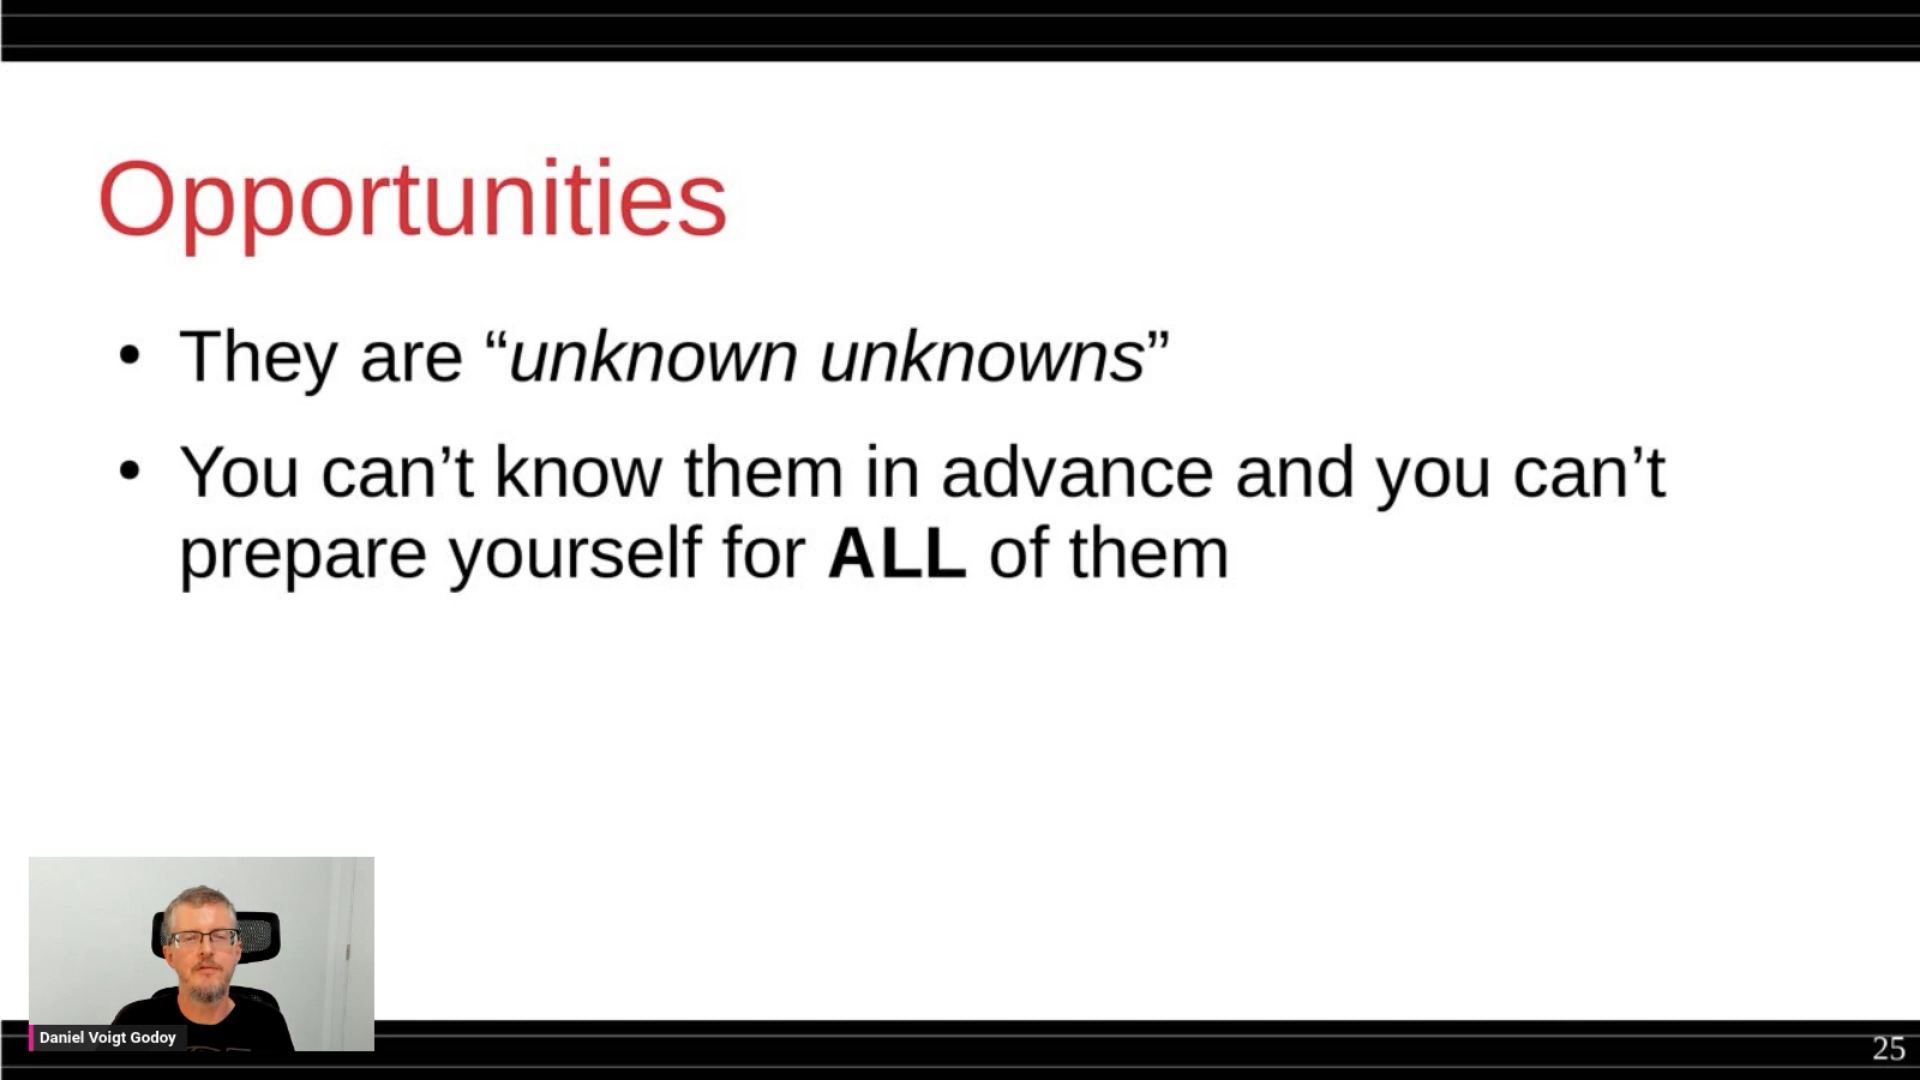 Opportunities
• They are “unknown unknowns”
• You can’t know them in advance and you can’t
prepare yourself for ALL of them
Daniel Voigt Godoy
25